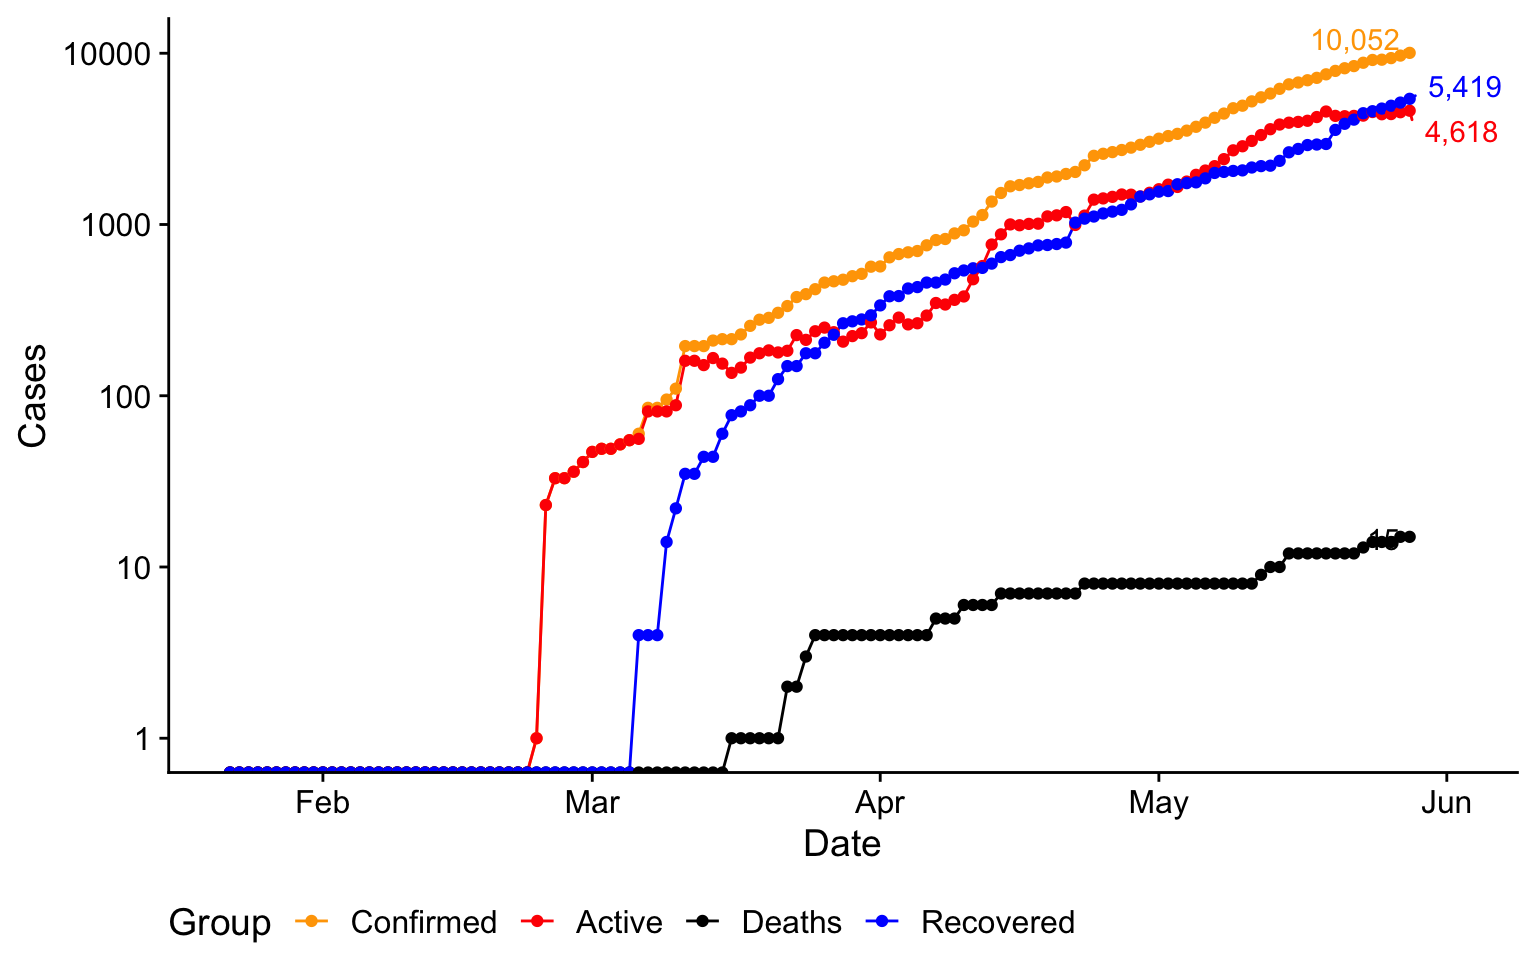 10,052
10000
5,419
4,618
1000
Cases
100
15
10
1
Feb Mar Apr May Jun
Date
Group Confirmed Active Deaths Recovered